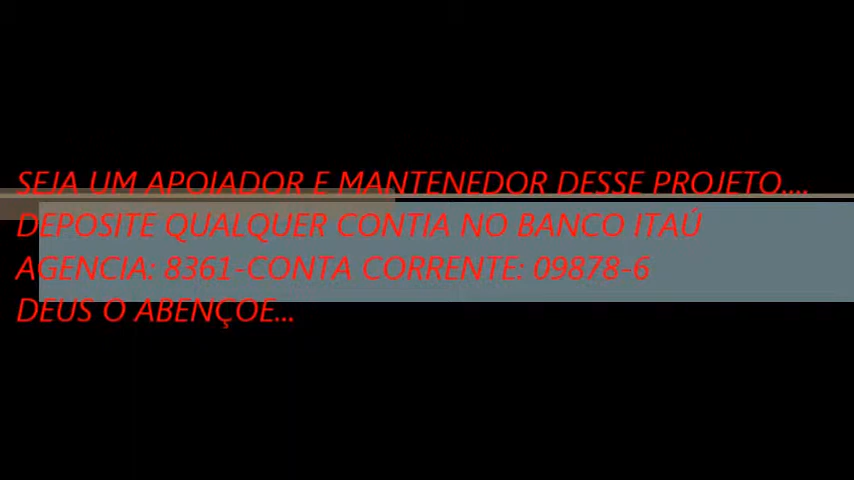 SEJA UM APOIADOR E MANTENEDOR DESSE PROJETO....
DEPOSITE QUALQUER CONTIA NO BANCO ITAÚ
AGENCIA: 8361-CONTA CORRENTE: 09878-6
DEUS O ABENÇOE...